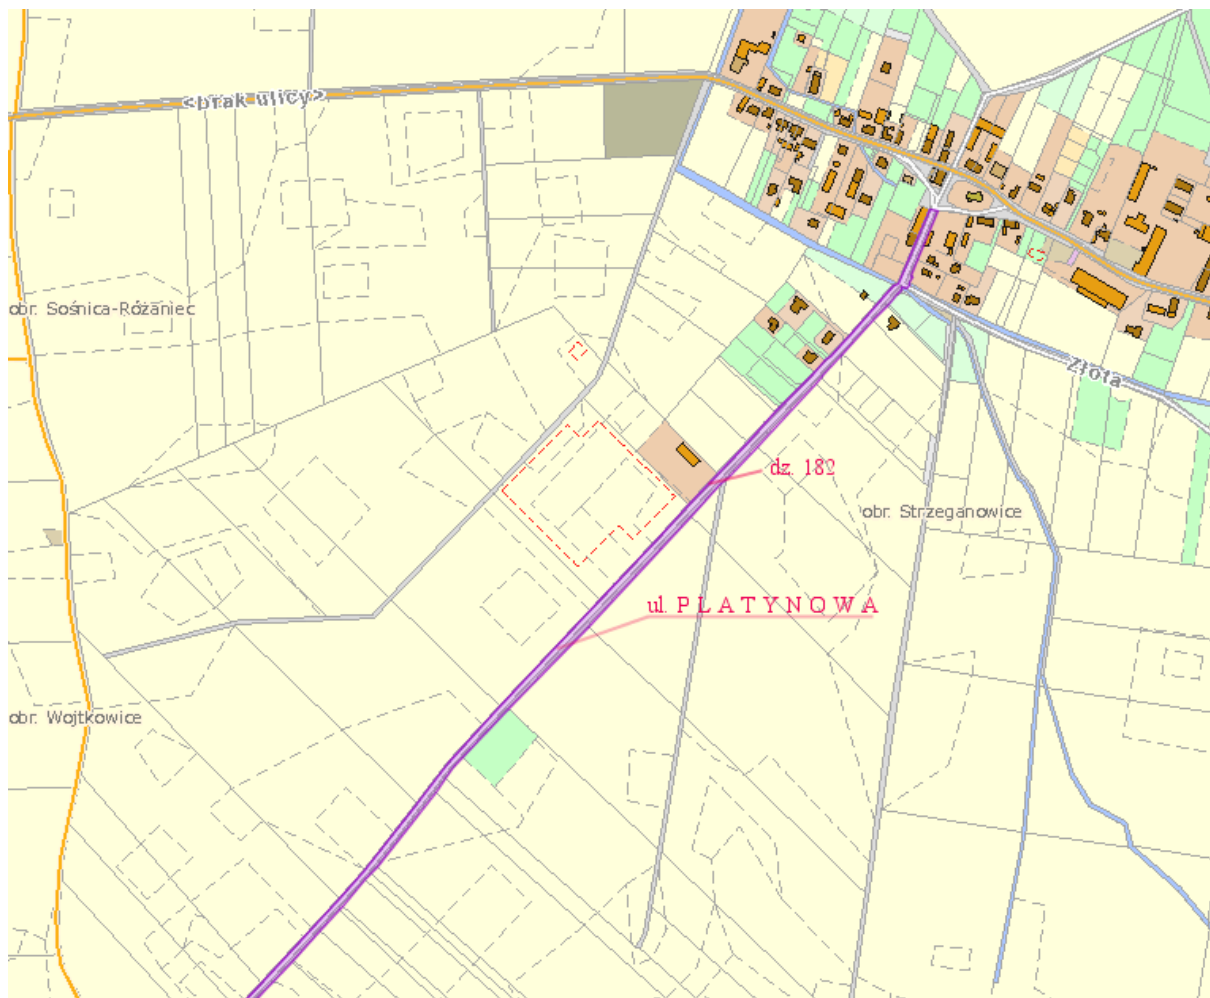 <brak ulicy>
obr. Sośnica-Różaniec
Złota
dz. 182
obr. Strzeganowice
ul. PLATYNOWA
obr. Wojtkowice